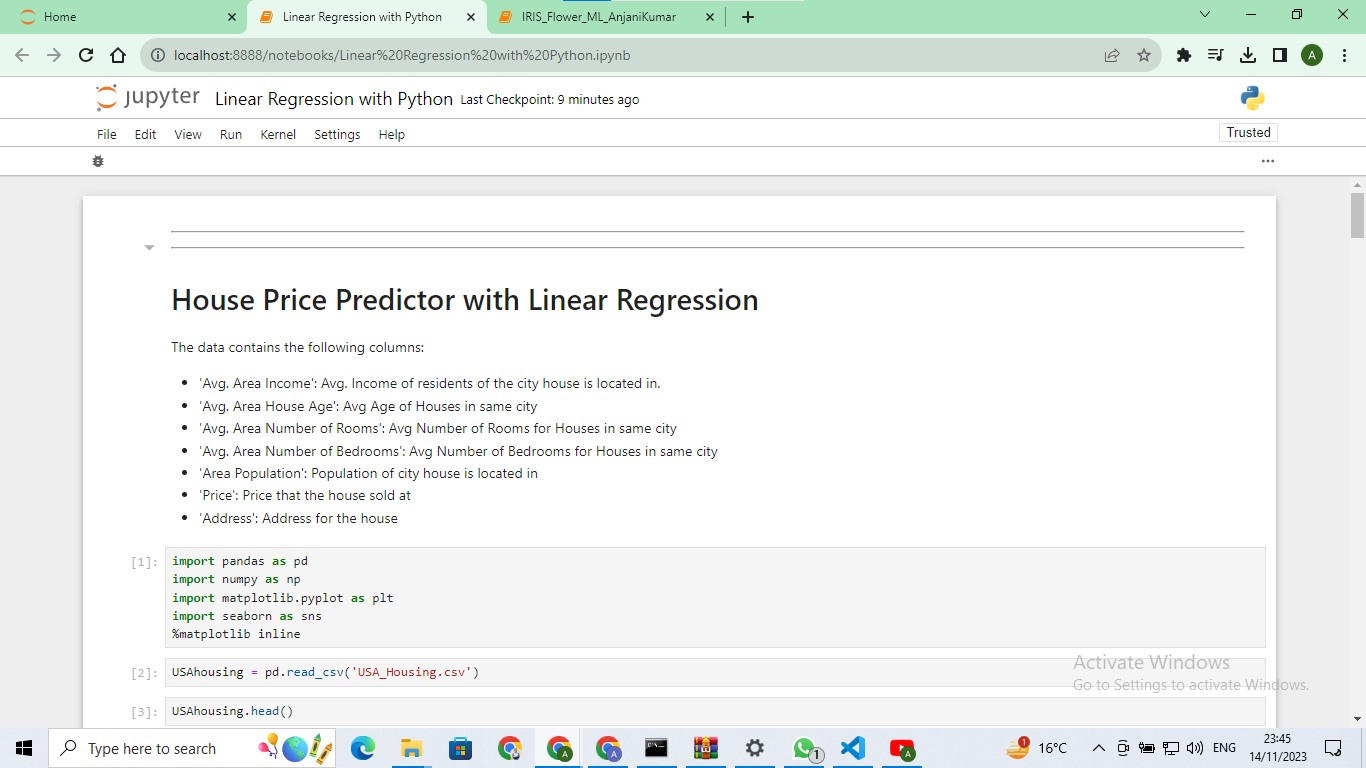 Home
Linear Regression with Python
IRIS_Flower_ML_AnjaniKumar
localhost:8888/notebooks/Linear%20Regression%20with%20Python.ipynb
A
jupyter Linear Regression with Python Last Checkpoint: 9 minutes ago
File Edit View Run Kernel Settings Help
Trusted
House Price Predictor with Linear Regression
The data contains the following columns:
'Avg. Area Income': Avg. Income of residents of the city house is located in.
'Avg. Area House Age': Avg Age of Houses in same city
'Avg. Area Number of Rooms': Avg Number of Rooms for Houses in same city
'Avg. Area Number of Bedrooms': Avg Number of Bedrooms for Houses in same city
'Area Population': Population of city house is located in
'Price': Price that the house sold at
'Address': Address for the house
[1]: import pandas as pd
import numpy as np
import matplotlib.pyplot as plt
import seaborn as sns
%matplotlib inline
[2]: USAhousing = pd.read_csv('USA_Housing.csv')
[3]: USAhousing.head()
Activate Windows
Go to Settings to activate Windows.
Type here to search
A
A
1
A
1
16°C
ENG
23:45
14/11/2023